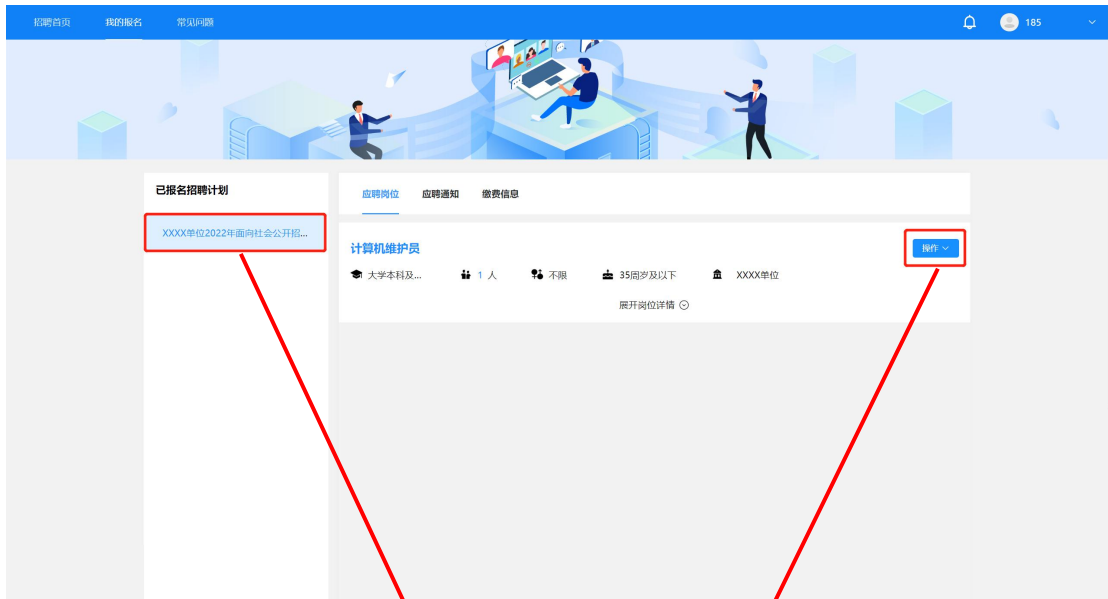 招聘首页 我的报名 常见问题 185
已报名招聘计划 应聘岗位 应聘通知 缴费信息
XXXX单位2022年面向社会公开招...
计算机维护员 操作
大学本科及... 1 人 不限 35周岁及以下 XXXX单位
展开岗位详情